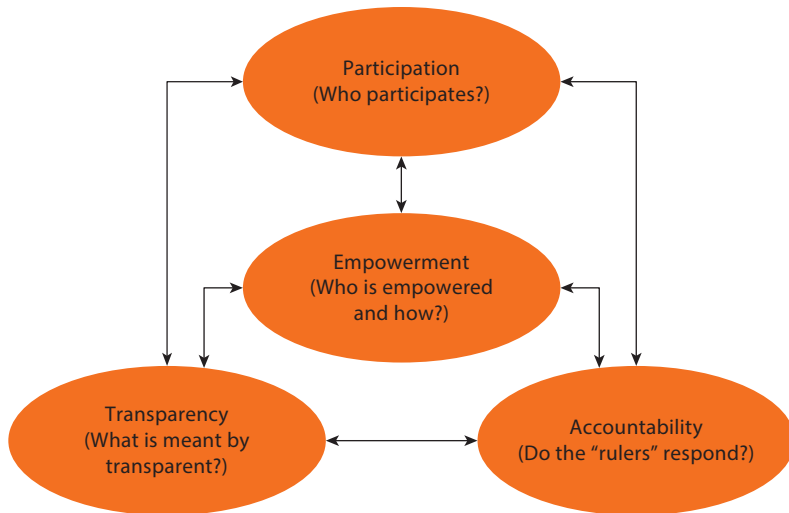 Participation
(Who participates?)
Empowerment
(Who is empowered
and how?)
Transparency
(What is meant by
transparent?)
Accountability
(Do the “rulers” respond?)